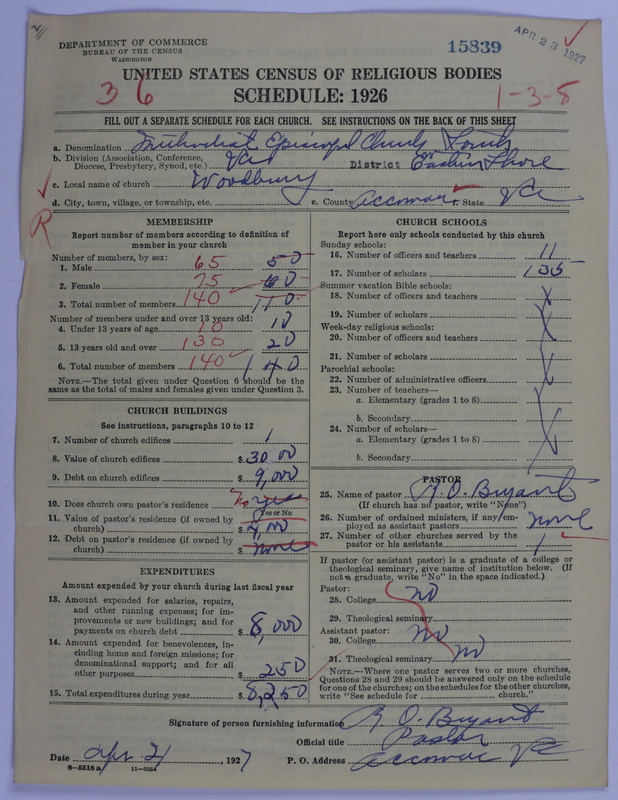 DEPARTMENT OF COMMERCE
BUREAU OF THE CENSUS
WASHINGTON
15839
APR 23 1927
UNITED STATES CENSUS OF RELIGIOUS BODIES
SCHEDULE: 1926
36
1-3-8
FILL OUT A SEPARATE SCHEDULE FOR EACH CHURCH. SEE INSTRUCTIONS ON THE BACK OF THIS SHEET
a. Denomination Methodist Episcopal Church South
b. Division (Association, Conference, Diocese, Presbytery, Synod, etc.) Va District Eastern Shore
c. Local name of church Woodbury
d. City, town, village, or township, etc.
e. County Accomac f. State Va
R
MEMBERSHIP
Report number of members according to definition of member in your church
Number of members, by sex:
1. Male 65 50
2. Female 75 60
3. Total number of members 140 110
Number of members under and over 13 years old:
4. Under 13 years of age 10 10
5. 13 years old and over 130 20
6. Total number of members 140 140
NOTE.—The total given under Question 6 should be the same as the total of males and females given under Question 3.
CHURCH BUILDINGS
See instructions, paragraphs 10 to 12
7. Number of church edifices 1
8. Value of church edifices $ 30 00
9. Debt on church edifices $ 9,000
10. Does church own pastor's residence No yes
Yes or No
11. Value of pastor's residence (if owned by church) $
12. Debt on pastor's residence (if owned by church) $ none
EXPENDITURES
Amount expended by your church during last fiscal year
13. Amount expended for salaries, repairs, and other running expenses; for improvements or new buildings; and for payments on church debt $ 8,000
14. Amount expended for benevolences, including home and foreign missions; for denominational support; and for all other purposes $ 250
15. Total expenditures during year $ 8,250
CHURCH SCHOOLS
Report here only schools conducted by this church
Sunday schools:
16. Number of officers and teachers 11
17. Number of scholars 135
Summer vacation Bible schools:
18. Number of officers and teachers
19. Number of scholars
Week-day religious schools:
20. Number of officers and teachers
21. Number of scholars
Parochial schools:
22. Number of administrative officers
23. Number of teachers—
a. Elementary (grades 1 to 8)
b. Secondary
24. Number of scholars—
a. Elementary (grades 1 to 8)
b. Secondary
PASTOR
25. Name of pastor R. O. Bryant
(If church has no pastor, write "None")
26. Number of ordained ministers, if any, employed as assistant pastors none
27. Number of other churches served by the pastor or his assistants 1
If pastor (or assistant pastor) is a graduate of a college or theological seminary, give name of institution below. (If not a graduate, write "No" in the space indicated.)
Pastor:
28. College no
29. Theological seminary
Assistant pastor:
30. College no
31. Theological seminary no
NOTE.—Where one pastor serves two or more churches, Questions 28 and 29 should be answered only on the schedule for one of the churches; on the schedules for the other churches, write "See schedule for church."
Signature of person furnishing information R. O. Bryant
Official title Pastor
Date apr 21, 1927 P. O. Address accomac Va
8-5518a 11-9054